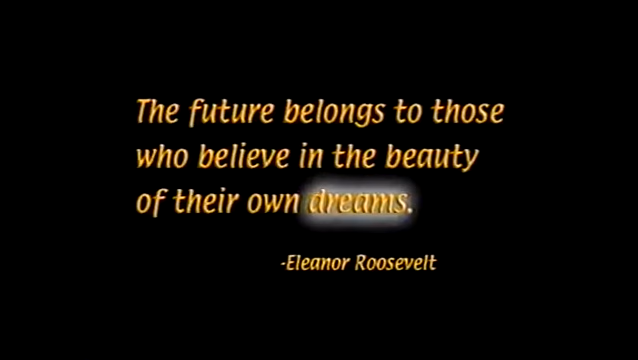 The future belongs to those
who believe in the beauty
of their own dreams.
-Eleanor Roosevelt